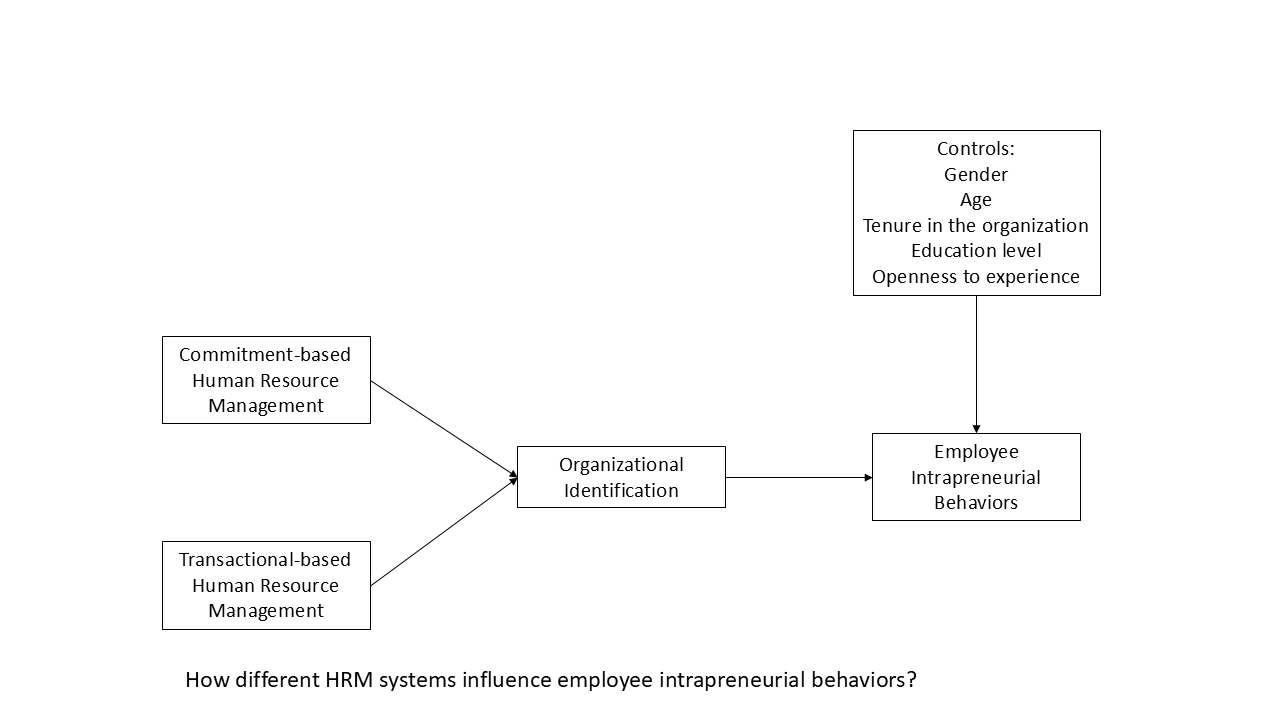 Controls:
Gender
Age
Tenure in the organization
Education level
Openness to experience
Commitment-based
Human Resource
Management
Organizational
Identification
Employee
Intrapreneurial
Behaviors
Transactional-based
Human Resource
Management
How different HRM systems influence employee intrapreneurial behaviors?